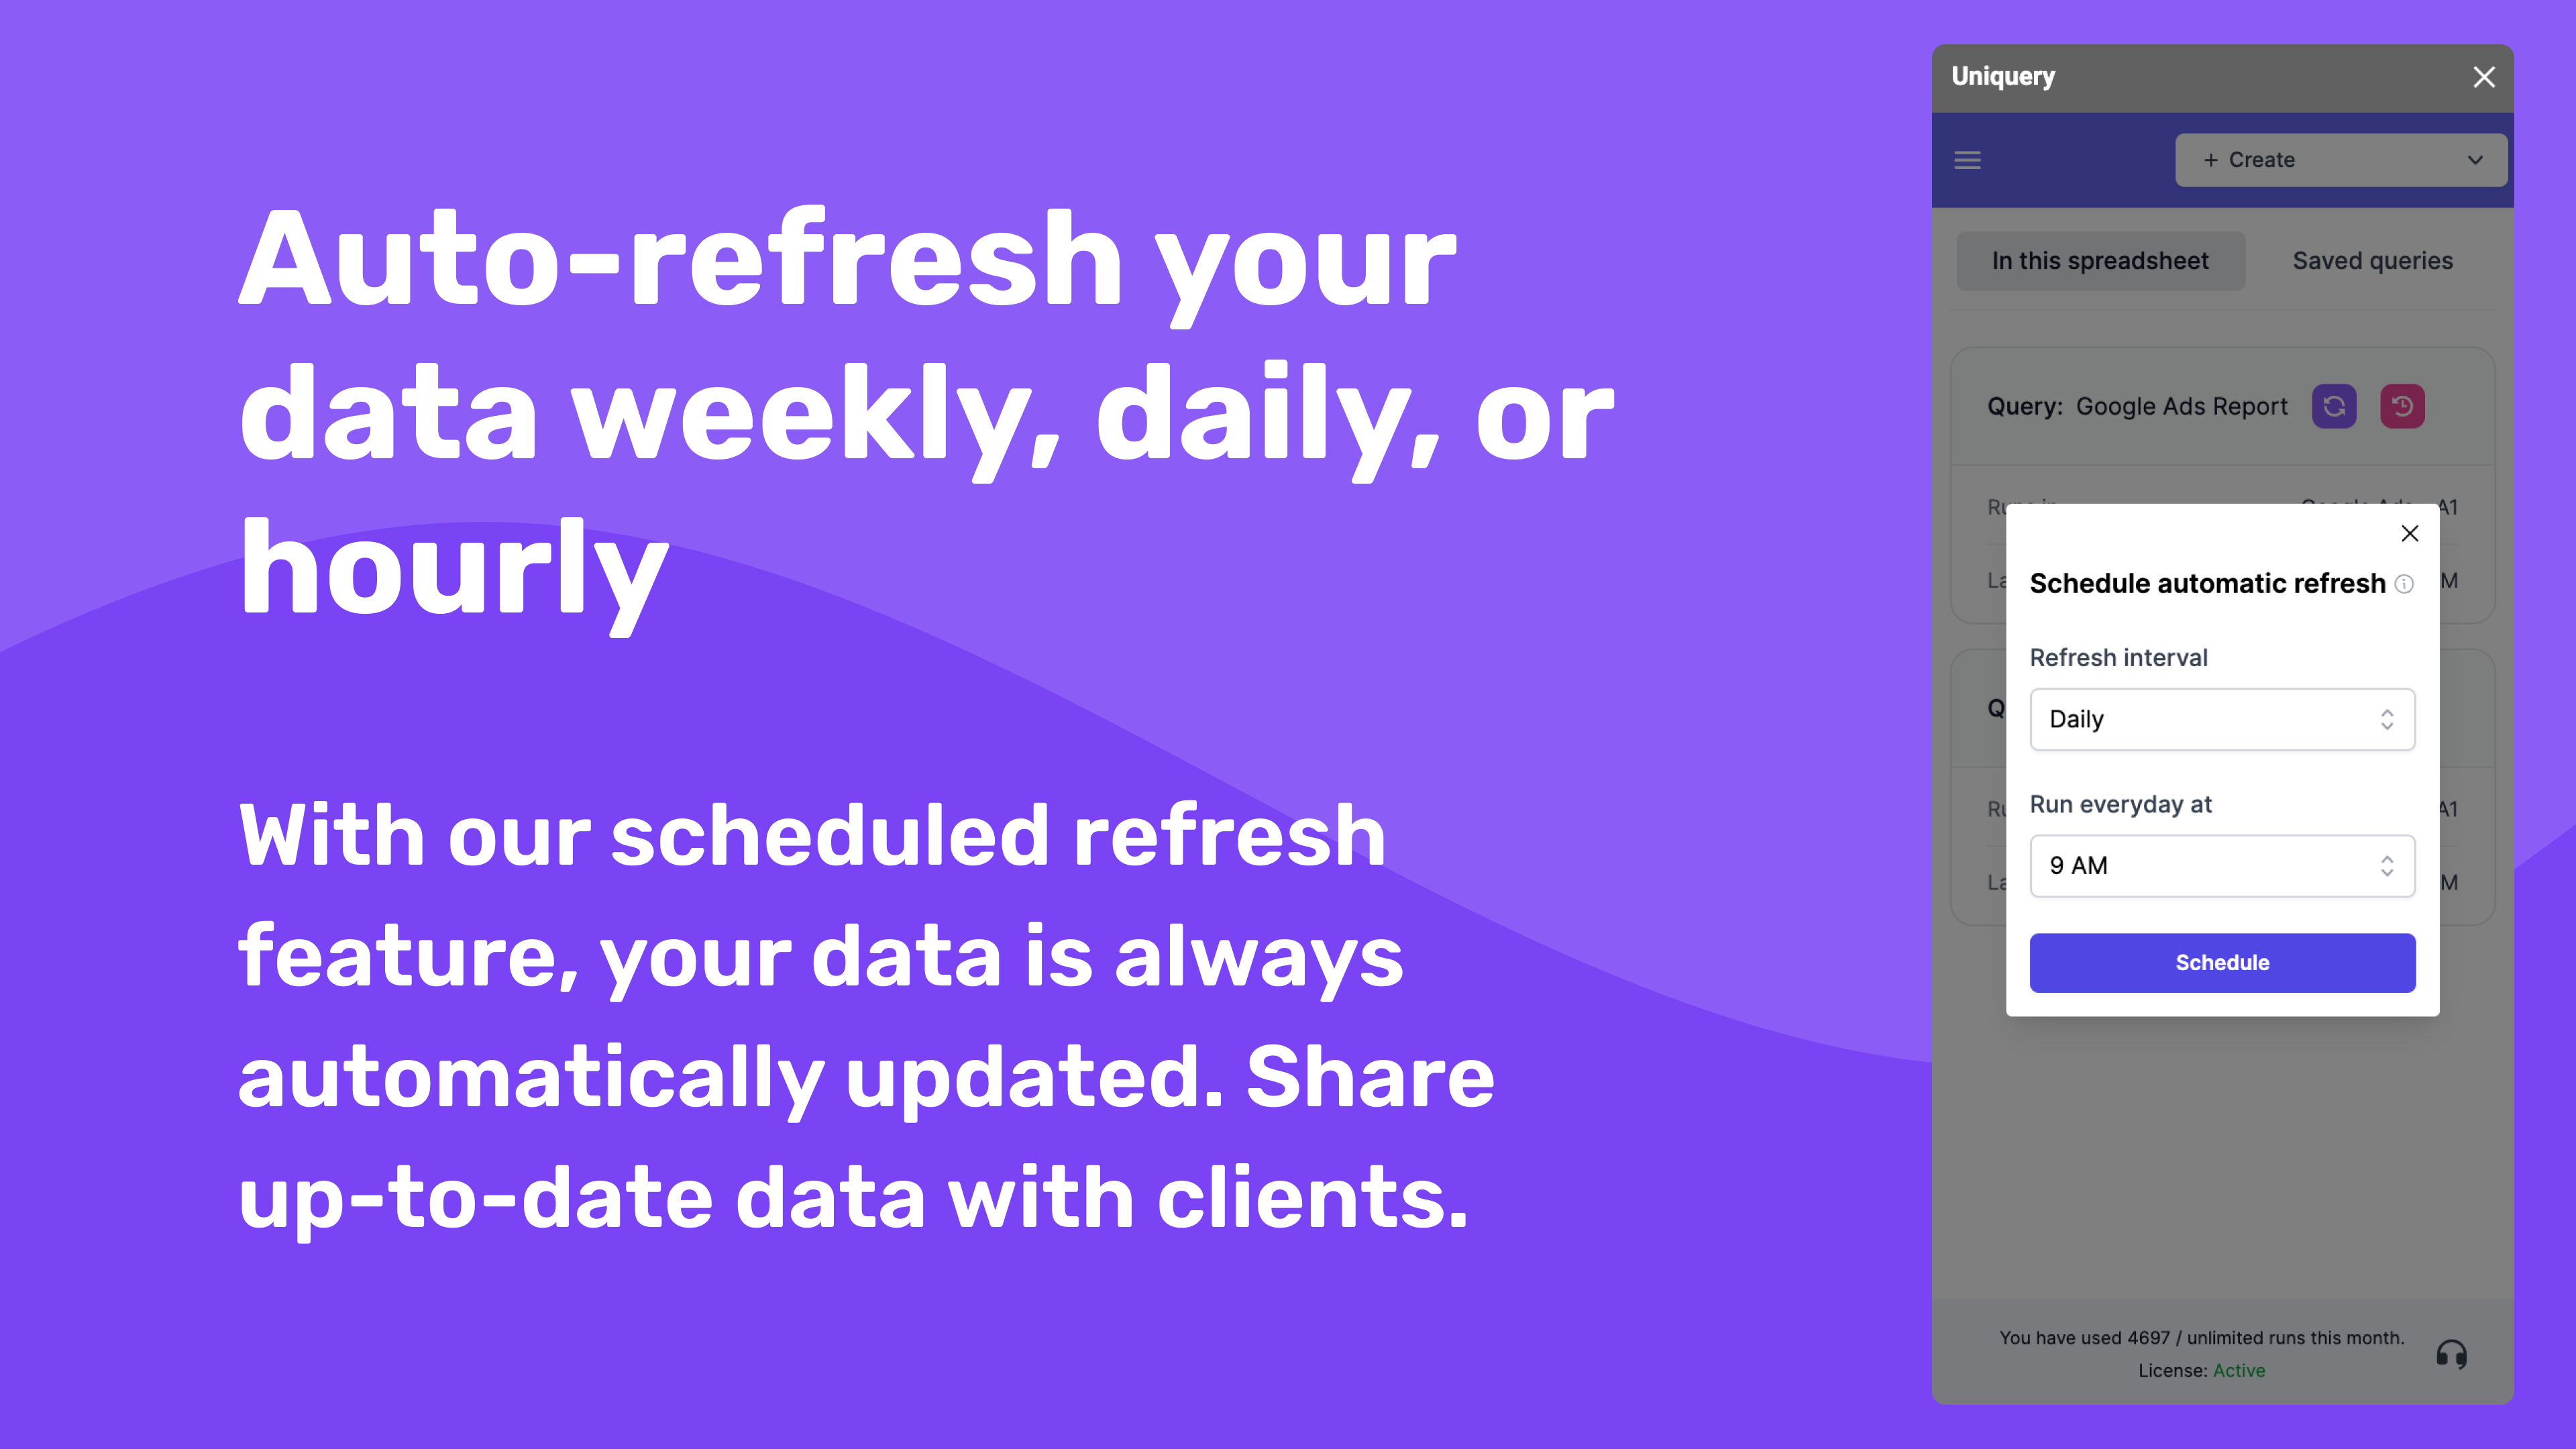 Auto-refresh your
data weekly, daily, or
hourly
With our scheduled refresh
feature, your data is always
automatically updated. Share
up-to-date data with clients.
Uniquery
+ Create
In this spreadsheet
Saved queries
Query: Google Ads Report
A1
M
Schedule automatic refresh
Refresh interval
Daily
Run everyday at
9 AM
Schedule
A1
M
You have used 4697 / unlimited runs this month.
License: Active